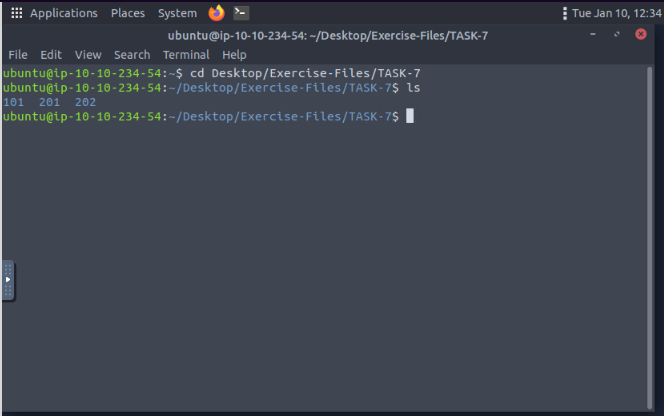 Applications Places System Tue Jan 10, 12:34
ubuntu@ip-10-10-234-54: ~/Desktop/Exercise-Files/TASK-7
File Edit View Search Terminal Help
ubuntu@ip-10-10-234-54:~$ cd Desktop/Exercise-Files/TASK-7
ubuntu@ip-10-10-234-54:~/Desktop/Exercise-Files/TASK-7$ ls
101 201 202
ubuntu@ip-10-10-234-54:~/Desktop/Exercise-Files/TASK-7$